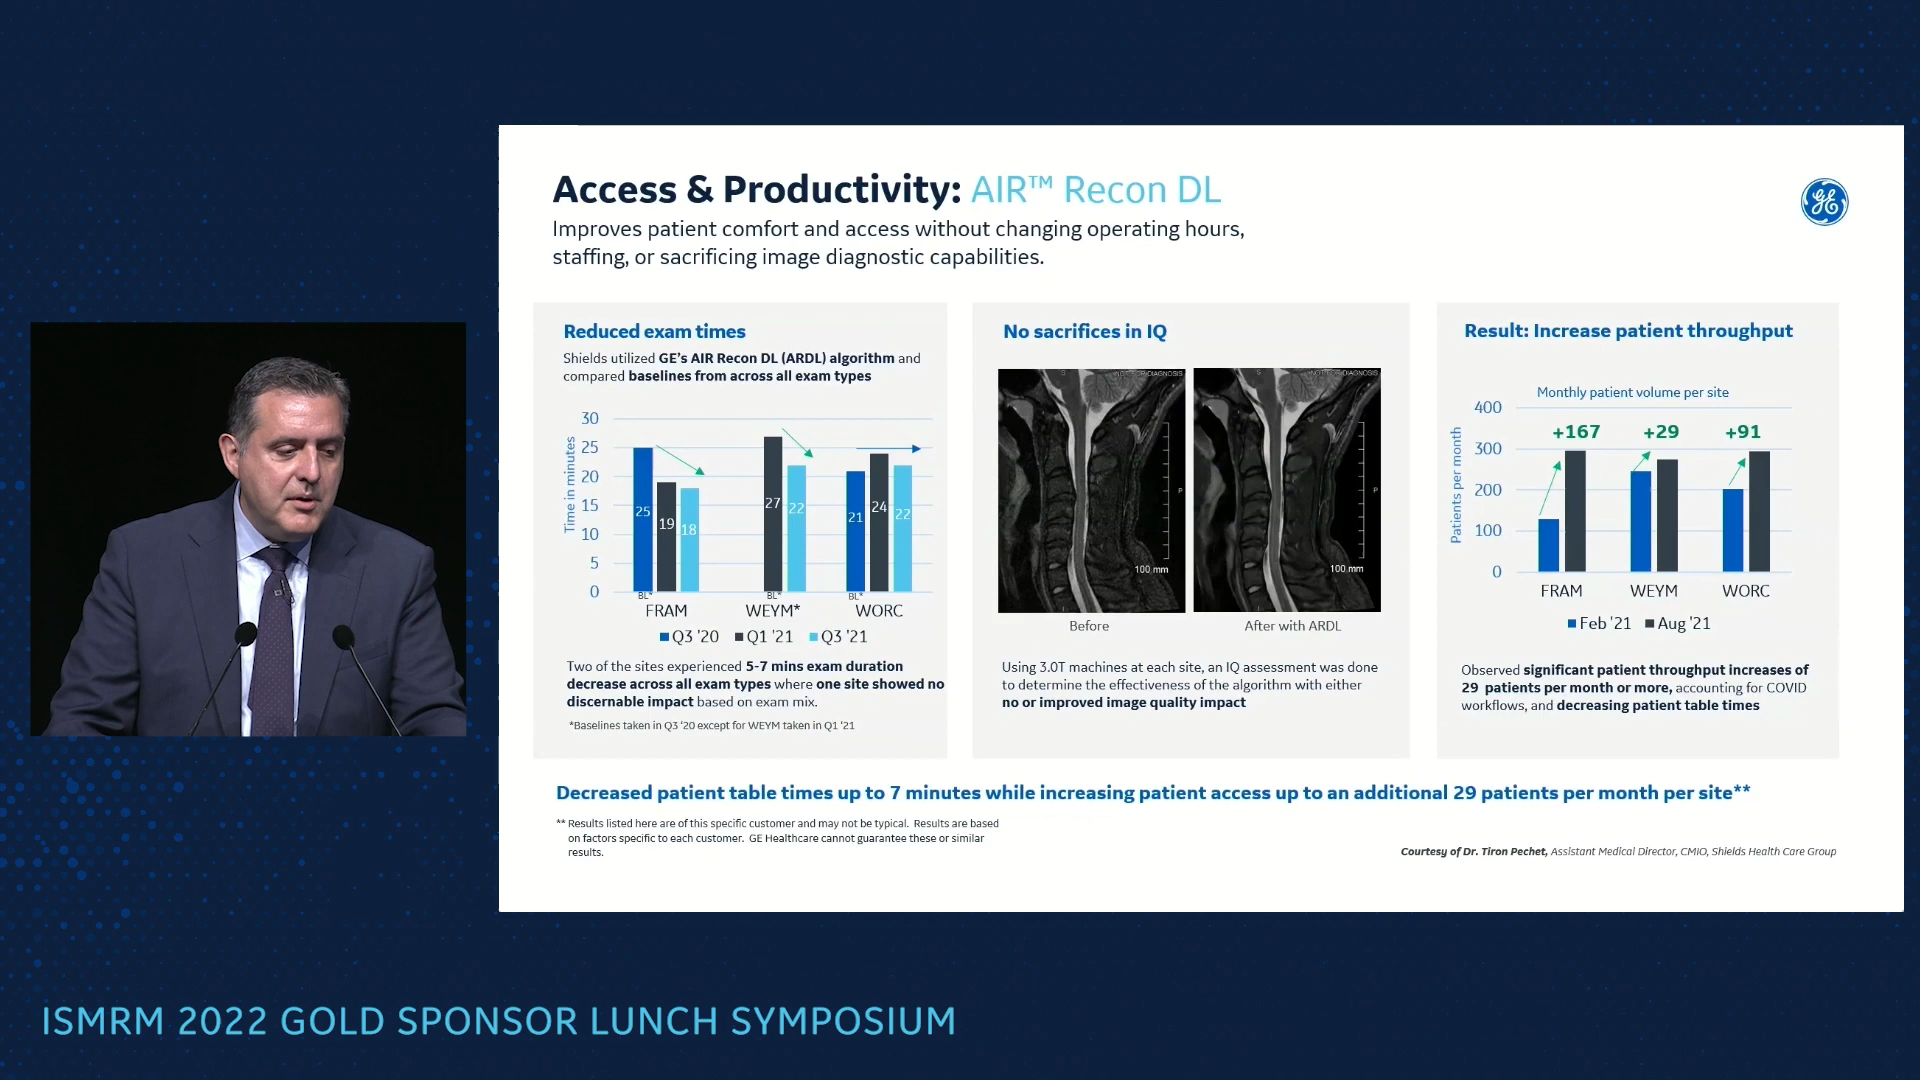 Access & Productivity: AIR™ Recon DL
Improves patient comfort and access without changing operating hours,
staffing, or sacrificing image diagnostic capabilities.
GE
Reduced exam times
Shields utilized GE's AIR Recon DL (ARDL) algorithm and
compared baselines from across all exam types
Time in minutes
30
25
20
15
10
5
0
25
19
18
27
22
21
24
22
BL*
BL*
BL*
FRAM
WEYM*
WORC
Q3 '20
Q1 '21
Q3 '21
Two of the sites experienced 5-7 mins exam duration
decrease across all exam types where one site showed no
discernable impact based on exam mix.
*Baselines taken in Q3 '20 except for WEYM taken in Q1 '21
No sacrifices in IQ
S
NOT FOR DIAGNOSIS
P
100 mm
S
NOT FOR DIAGNOSIS
P
100 mm
Before
After with ARDL
Using 3.0T machines at each site, an IQ assessment was done
to determine the effectiveness of the algorithm with either
no or improved image quality impact
Result: Increase patient throughput
Monthly patient volume per site
Patients per month
400
300
200
100
0
+167
+29
+91
FRAM
WEYM
WORC
Feb '21
Aug '21
Observed significant patient throughput increases of
29 patients per month or more, accounting for COVID
workflows, and decreasing patient table times
Decreased patient table times up to 7 minutes while increasing patient access up to an additional 29 patients per month per site**
** Results listed here are of this specific customer and may not be typical. Results are based
on factors specific to each customer. GE Healthcare cannot guarantee these or similar
results.
Courtesy of Dr. Tiron Pechet, Assistant Medical Director, CMIO, Shields Health Care Group
ISMRM 2022 GOLD SPONSOR LUNCH SYMPOSIUM